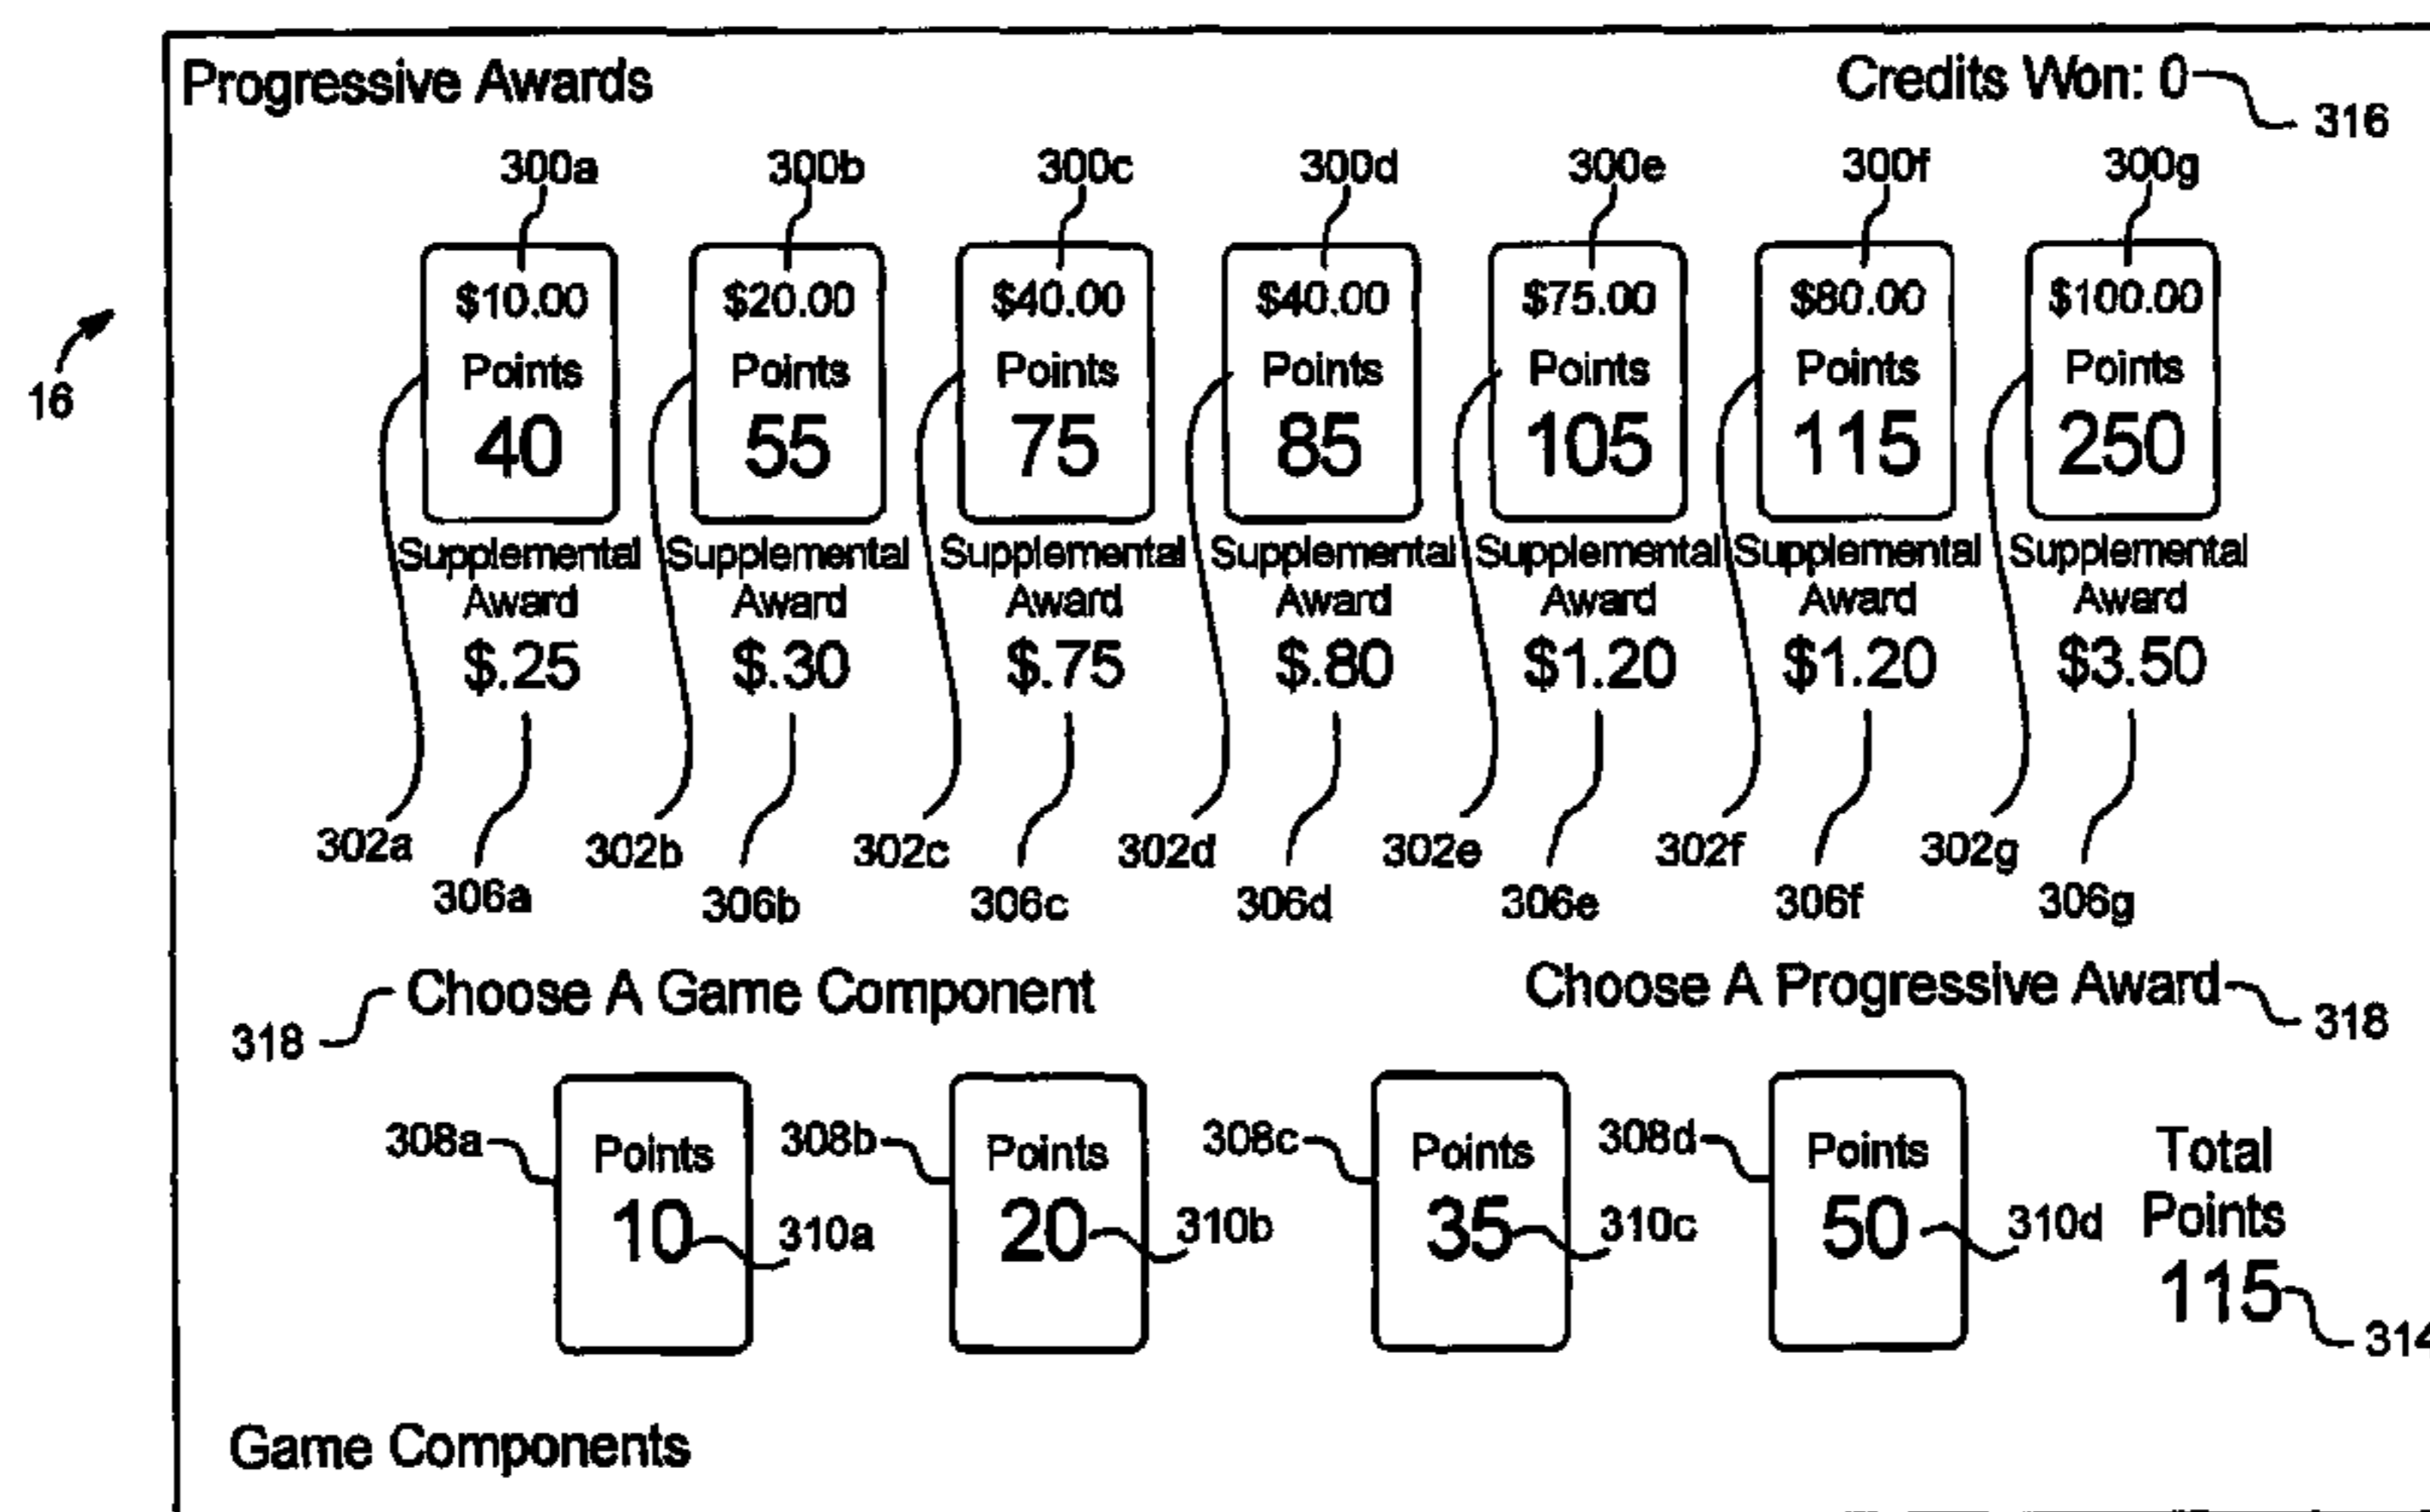 Progressive Awards Credits Won: 0
316
300a 300b 300c 300d 300e 300f 300g
$10.00 $20.00 $40.00 $40.00 $75.00 $80.00 $100.00
Points Points Points Points Points Points Points
16
40 55 75 85 105 115 250
Supplemental Supplemental Supplemental Supplemental Supplemental Supplemental Supplemental
Award Award Award Award Award Award Award
$.25 $.30 $.75 $.80 $1.20 $1.20 $3.50
302a 302b 302c 302d 302e 302f 302g
306a 306b 306c 306d 306e 306f 306g
Choose A Game Component Choose A Progressive Award
318 318
308a Points 308b Points 308c Points 308d Points Total
10 310a 20 310b 35 310c 50 310d Points
115
314
Game Components